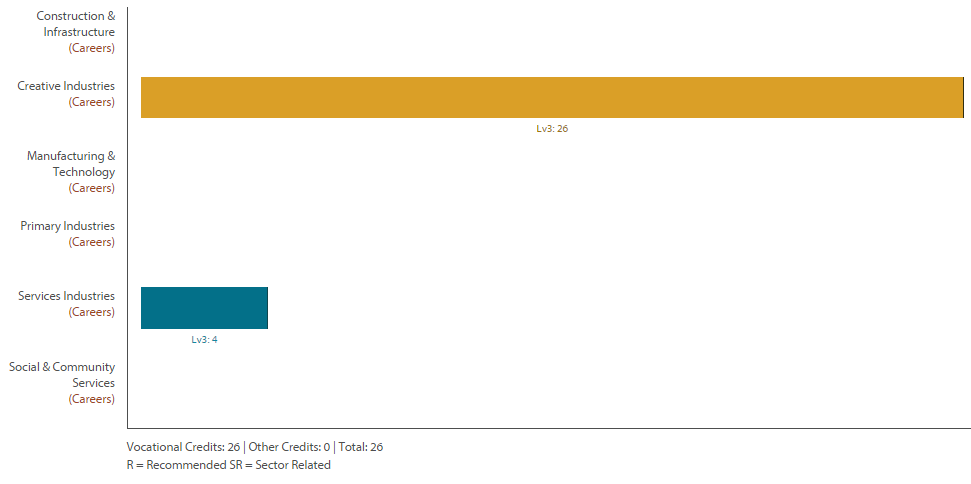 Construction &
Infrastructure
(Careers)
Creative Industries
(Careers)
Lv3: 26
Manufacturing &
Technology
(Careers)
Primary Industries
(Careers)
Services Industries
(Careers)
Lv3: 4
Social & Community
Services
(Careers)
Vocational Credits: 26 | Other Credits: 0 | Total: 26
R = Recommended SR = Sector Related